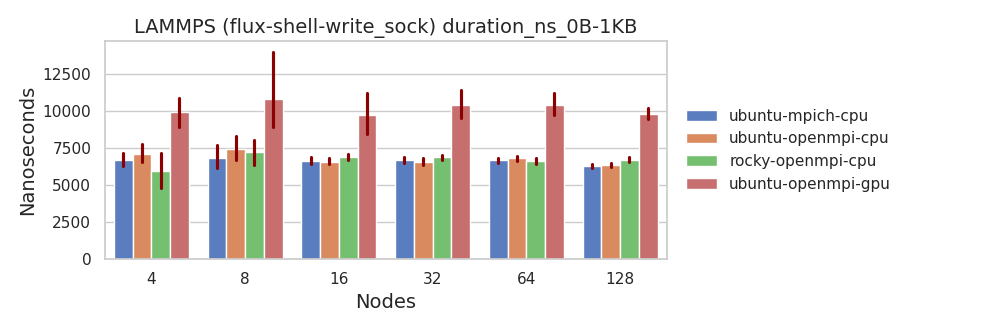 LAMMPS (flux-shell-write_sock) duration_ns_0B-1KB
Nanoseconds
12500
10000
7500
5000
2500
0
4 8 16 32 64 128
Nodes
ubuntu-mpich-cpu
ubuntu-openmpi-cpu
rocky-openmpi-cpu
ubuntu-openmpi-gpu